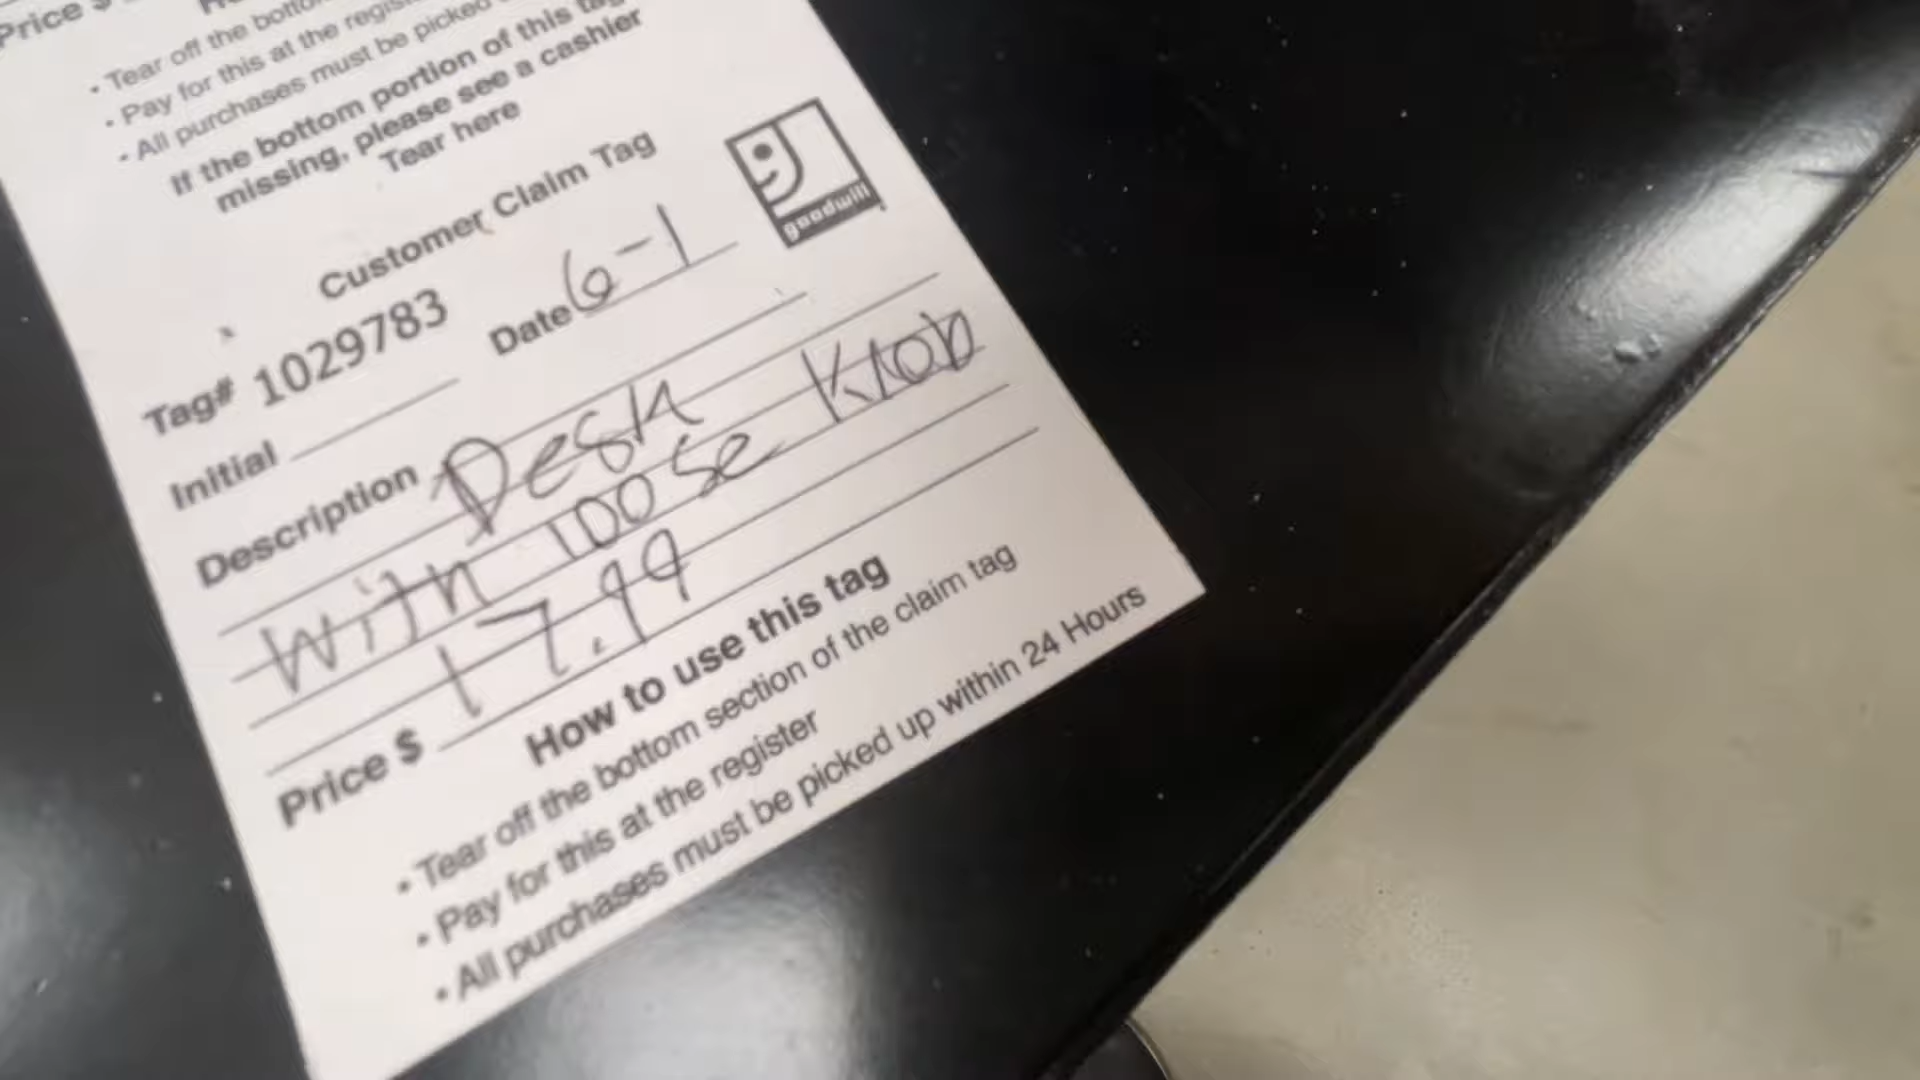 Price $
• Tear off the bottom
• Pay for this at the
• All purchases must be picked
If the bottom portion of this
missing, please see a cashier
Tear here
Customer Claim Tag
goodwill
Tag# 1029783
Date 6-1
Initial
Description Desk
with loose Knob
17.99
Price $
How to use this tag
• Tear off the bottom section of the claim tag
• Pay for this at the register
• All purchases must be picked up within 24 Hours